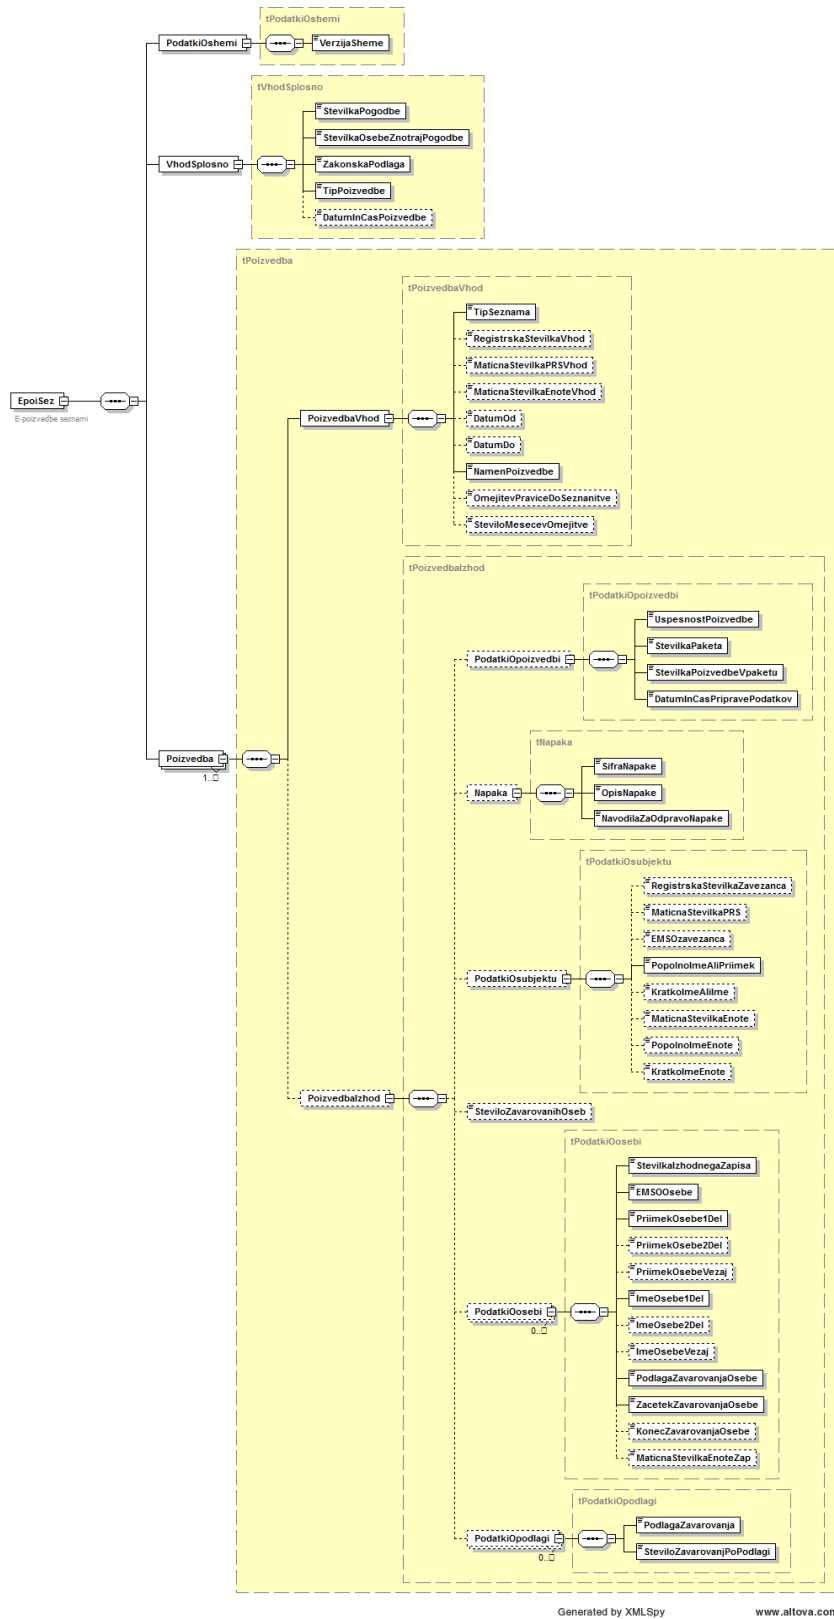 tPodatkiOshemi
PodatkiOshemi
VerzijaSheme
tVhodSplosno
StevilkaPogodbe
StevilkaOsebeZnotrajPogodbe
VhodSplosno
ZakonskaPodlaga
TipPoizvedbe
DatumInCasPoizvedbe
tPoizvedba
tPoizvedbaVhod
TipSeznama
RegistrskaStevilkaVhod
MaticnaStevilkaPRSVhod
MaticnaStevilkaEnoteVhod
EpoiSez
E-poizvedbe seznami
PoizvedbaVhod
DatumOd
DatumDo
NamenPoizvedbe
OmejitevPraviceDoSeznanitve
SteviloMesecevOmejitve
tPoizvedbaIzhod
tPodatkiOpoizvedbi
UspesnostPoizvedbe
StevilkaPaketa
PodatkiOpoizvedbi
StevilkaPoizvedbeVpaketu
DatumInCasPripravePodatkov
tNapaka
Poizvedba
1..
SifraNapake
Napaka
OpisNapake
NavodilaZaOdpravoNapake
tPodatkiOsubjektu
RegistrskaStevilkaZavezanca
MaticnaStevilkaPRS
EMSOzavezanca
PopolnoImeAliPriimek
PodatkiOsubjektu
KratkoImeAliIme
MaticnaStevilkaEnote
PopolnoImeEnote
KratkoImeEnote
PoizvedbaIzhod
SteviloZavarovanihOseb
tPodatkiOosebi
StevilkaIzhodnegaZapisa
EMSOOsebe
PriimekOsebe1Del
PriimekOsebe2Del
PriimekOsebeVezaj
ImeOsebe1Del
PodatkiOosebi
0..
ImeOsebe2Del
ImeOsebeVezaj
PodlagaZavarovanjaOsebe
ZacetekZavarovanjaOsebe
KonecZavarovanjaOsebe
MaticnaStevilkaEnoteZap
tPodatkiOpodlagi
PodlagaZavarovanja
PodatkiOpodlagi
0..
SteviloZavarovanjPoPodlagi
Generated by XMLSpy
www.altova.com